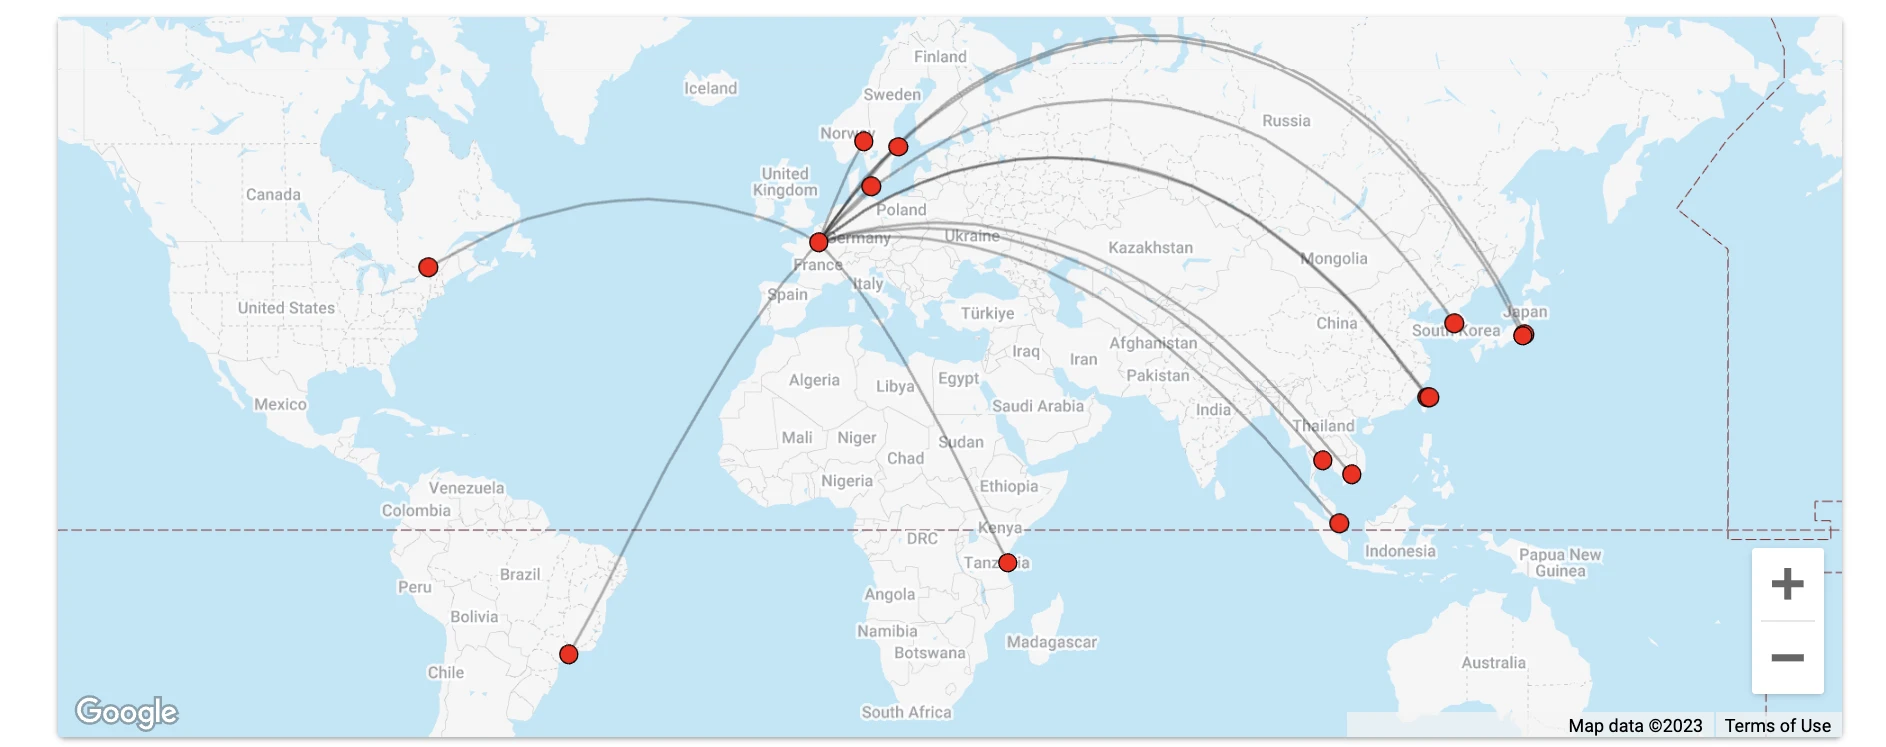 Finland
Iceland
Sweden
Norway
Russia
United
Kingdom
Canada
Poland
Germany
Ukraine
Kazakhstan
Mongolia
France
Italy
Spain
United States
Türkiye
Japan
China
South Korea
Afghanistan
Iraq
Iran
Pakistan
Algeria
Libya
Egypt
Mexico
Saudi Arabia
India
Thailand
Mali
Niger
Sudan
Chad
Nigeria
Ethiopia
Venezuela
Colombia
Kenya
DRC
Indonesia
Papua New
Guinea
Tanzania
Brazil
Peru
Angola
Bolivia
Namibia
Madagascar
Botswana
Chile
Australia
South Africa
Google
Map data ©2023
Terms of Use